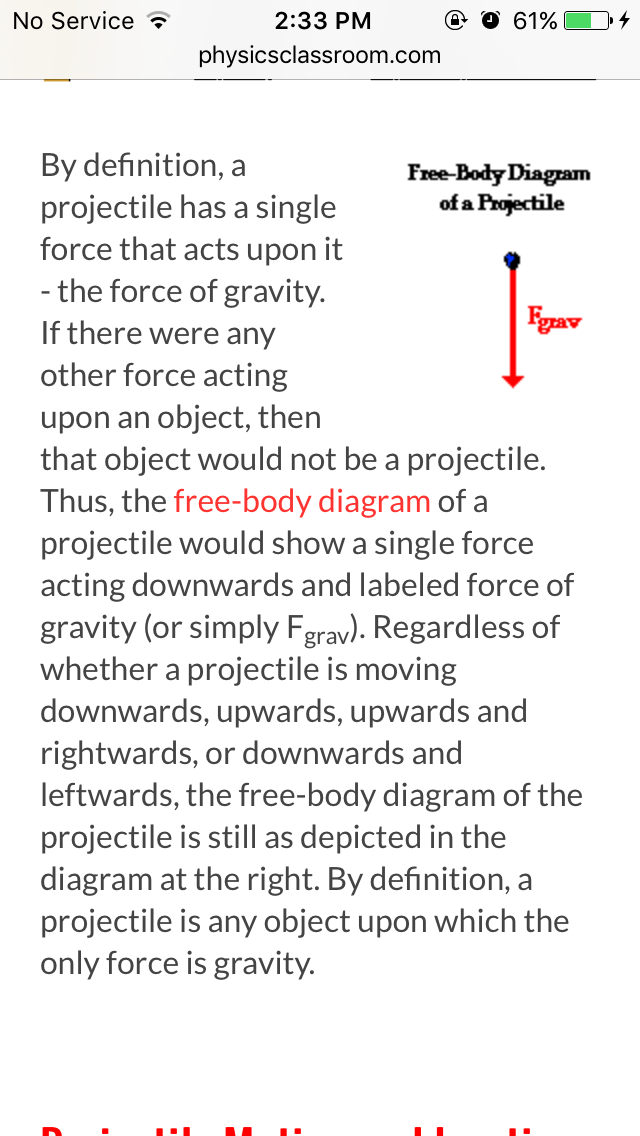 No Service 2:33 PM 61%
physicsclassroom.com
By definition, a
projectile has a single
force that acts upon it
- the force of gravity.
If there were any
other force acting
upon an object, then
Free-Body Diagram
of a Projectile
Fgrav
that object would not be a projectile.
Thus, the free-body diagram of a
projectile would show a single force
acting downwards and labeled force of
gravity (or simply Fgrav). Regardless of
whether a projectile is moving
downwards, upwards, upwards and
rightwards, or downwards and
leftwards, the free-body diagram of the
projectile is still as depicted in the
diagram at the right. By definition, a
projectile is any object upon which the
only force is gravity.